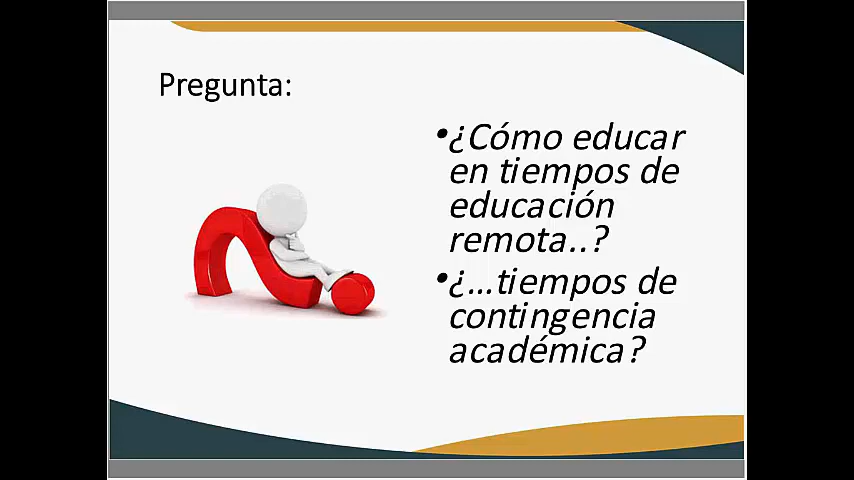 Pregunta:
•¿Cómo educar
en tiempos de
educación
remota..?
•¿...tiempos de
contingencia
académica?